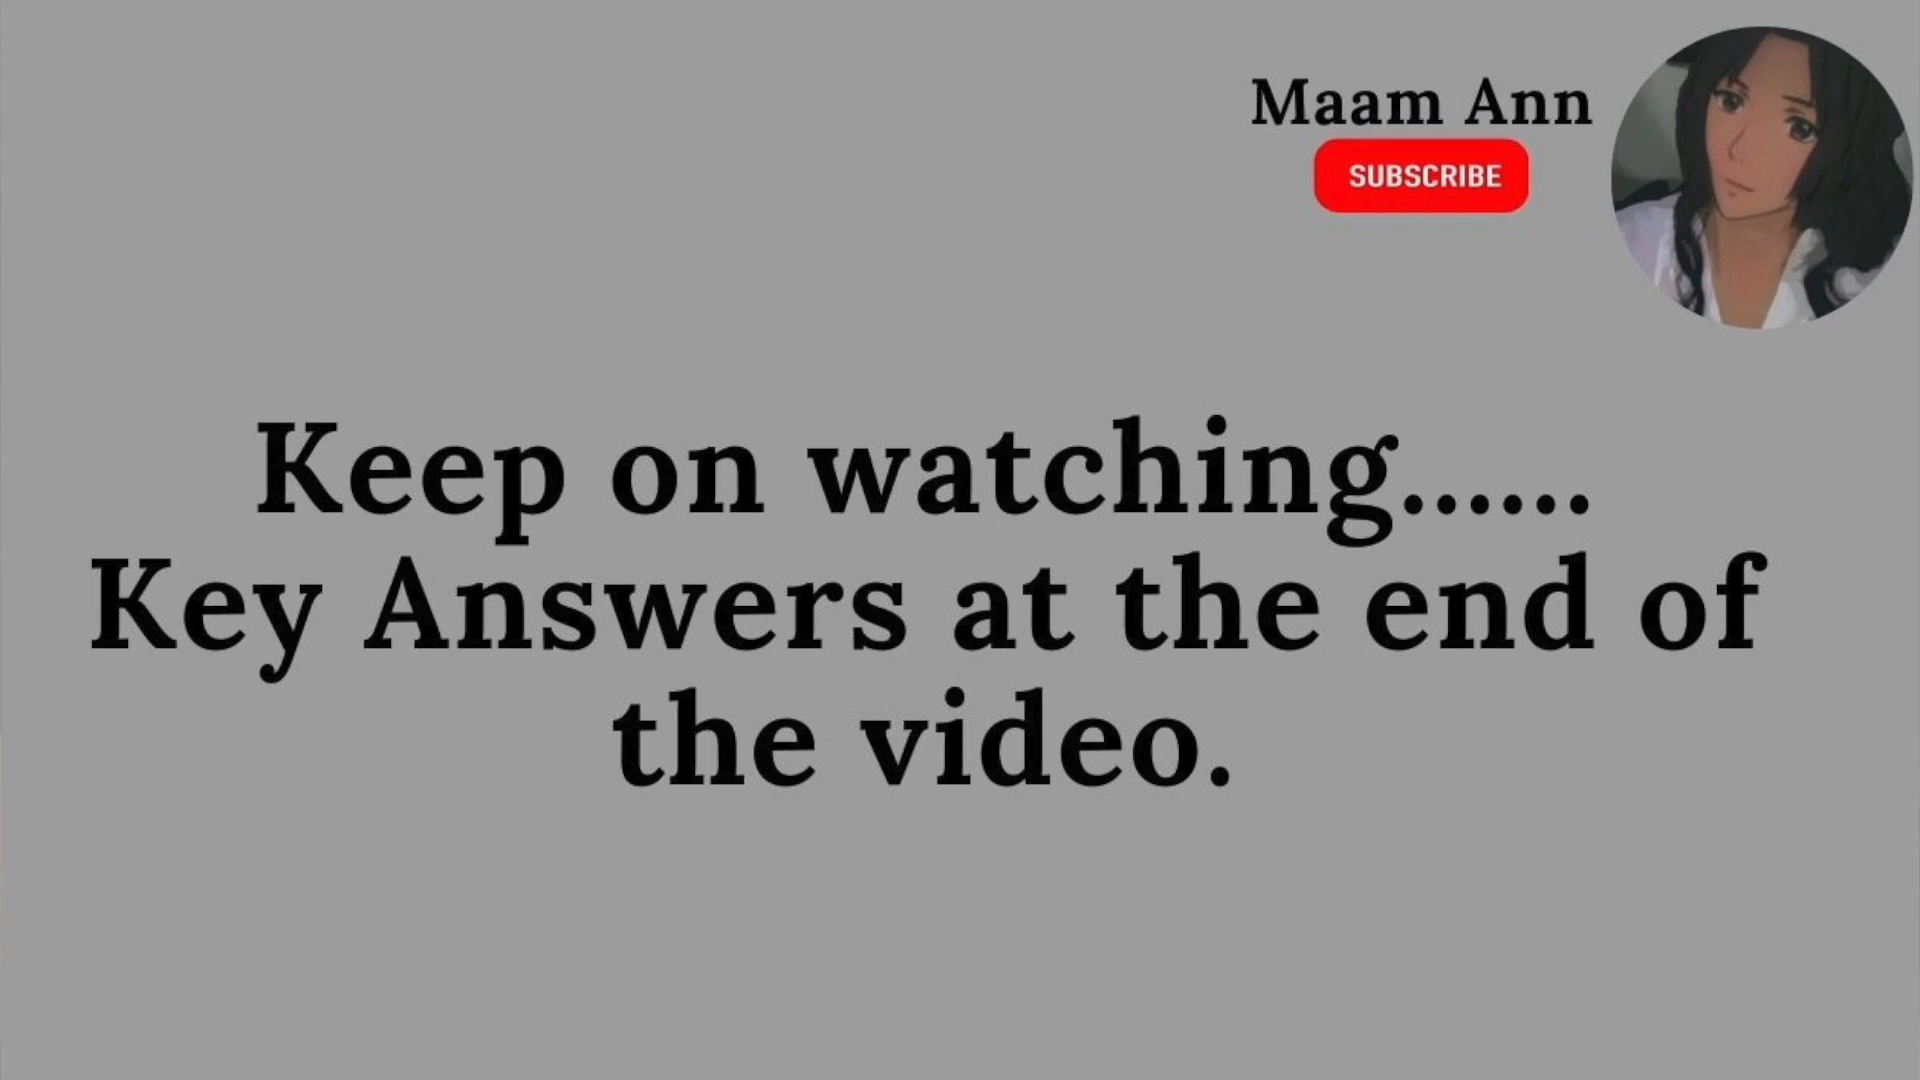 Maam Ann
SUBSCRIBE
Keep on watching......
Key Answers at the end of
the video.